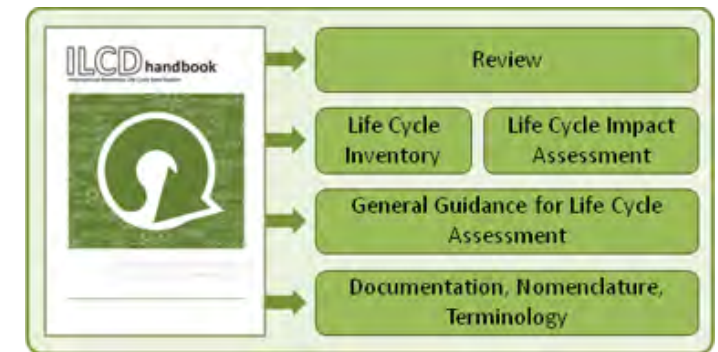 ILCD handbook
Review
Life Cycle
Inventory
Life Cycle Impact
Assessment
General Guidance for Life Cycle
Assessment
Documentation, Nomenclature,
Terminology